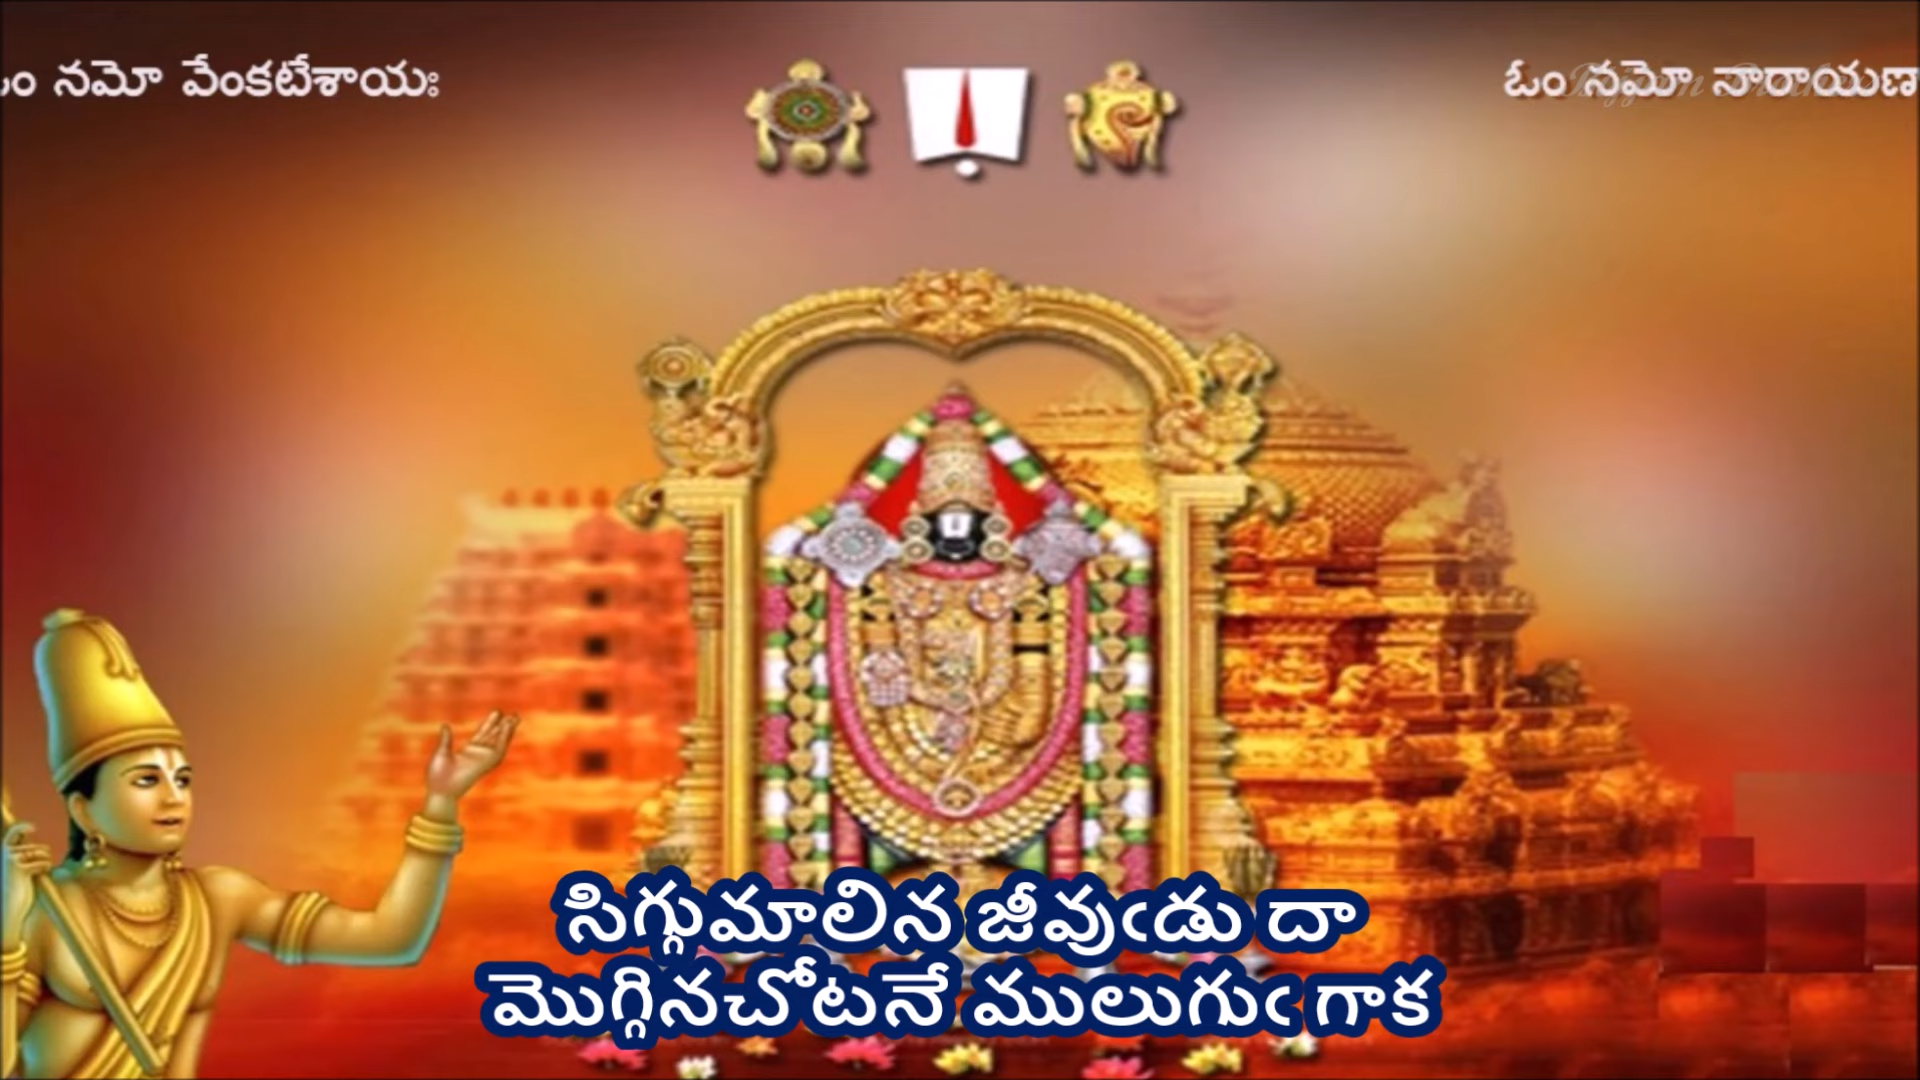 నమో వేంకటేశాయః
ఓం నమో నారాయణా
సిగ్గుమాలిన జీవుఁడు దా
మొగ్గినచోటనే ములుగుఁ గాక